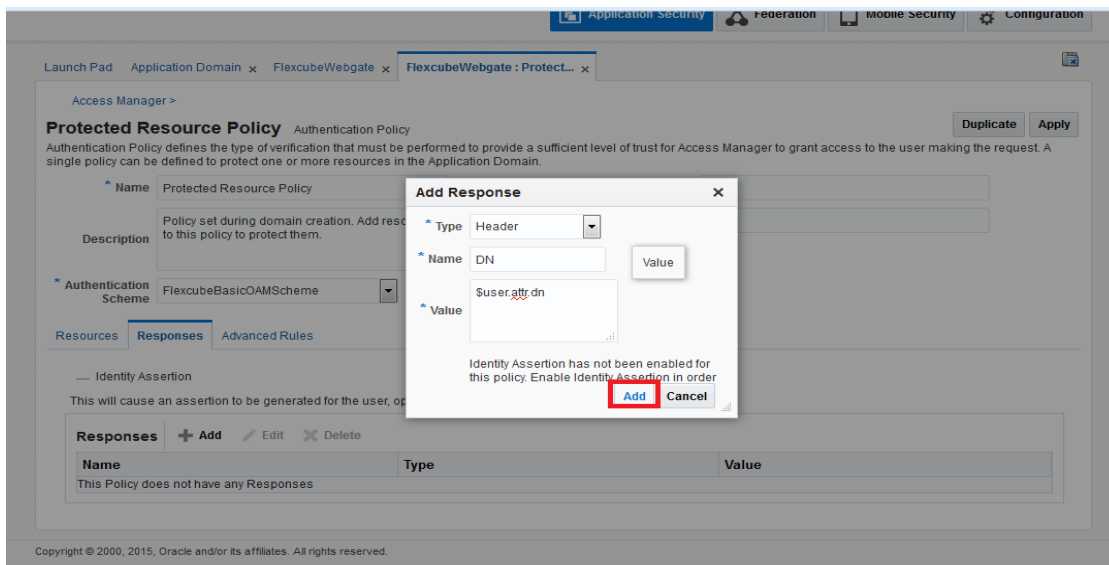 Application Security Federation Mobile Security Configuration
Launch Pad Application Domain x FlexcubeWebgate x FlexcubeWebgate : Protect... x
Access Manager >
Protected Resource Policy Authentication Policy
Duplicate Apply
Authentication Policy defines the type of verification that must be performed to provide a sufficient level of trust for Access Manager to grant access to the user making the request. A
single policy can be defined to protect one or more resources in the Application Domain.
* Name Protected Resource Policy
Description Policy set during domain creation. Add reso
to this policy to protect them.
* Authentication
Scheme FlexcubeBasicOAMScheme
Add Response x
* Type Header
* Name DN
Value
* Value $user.attr.dn
Identity Assertion has not been enabled for
this policy. Enable Identity Assertion in order
Add Cancel
Resources Responses Advanced Rules
Identity Assertion
This will cause an assertion to be generated for the user, op
Responses Add Edit Delete
Name Type Value
This Policy does not have any Responses
Copyright © 2000, 2015, Oracle and/or its affiliates. All rights reserved.